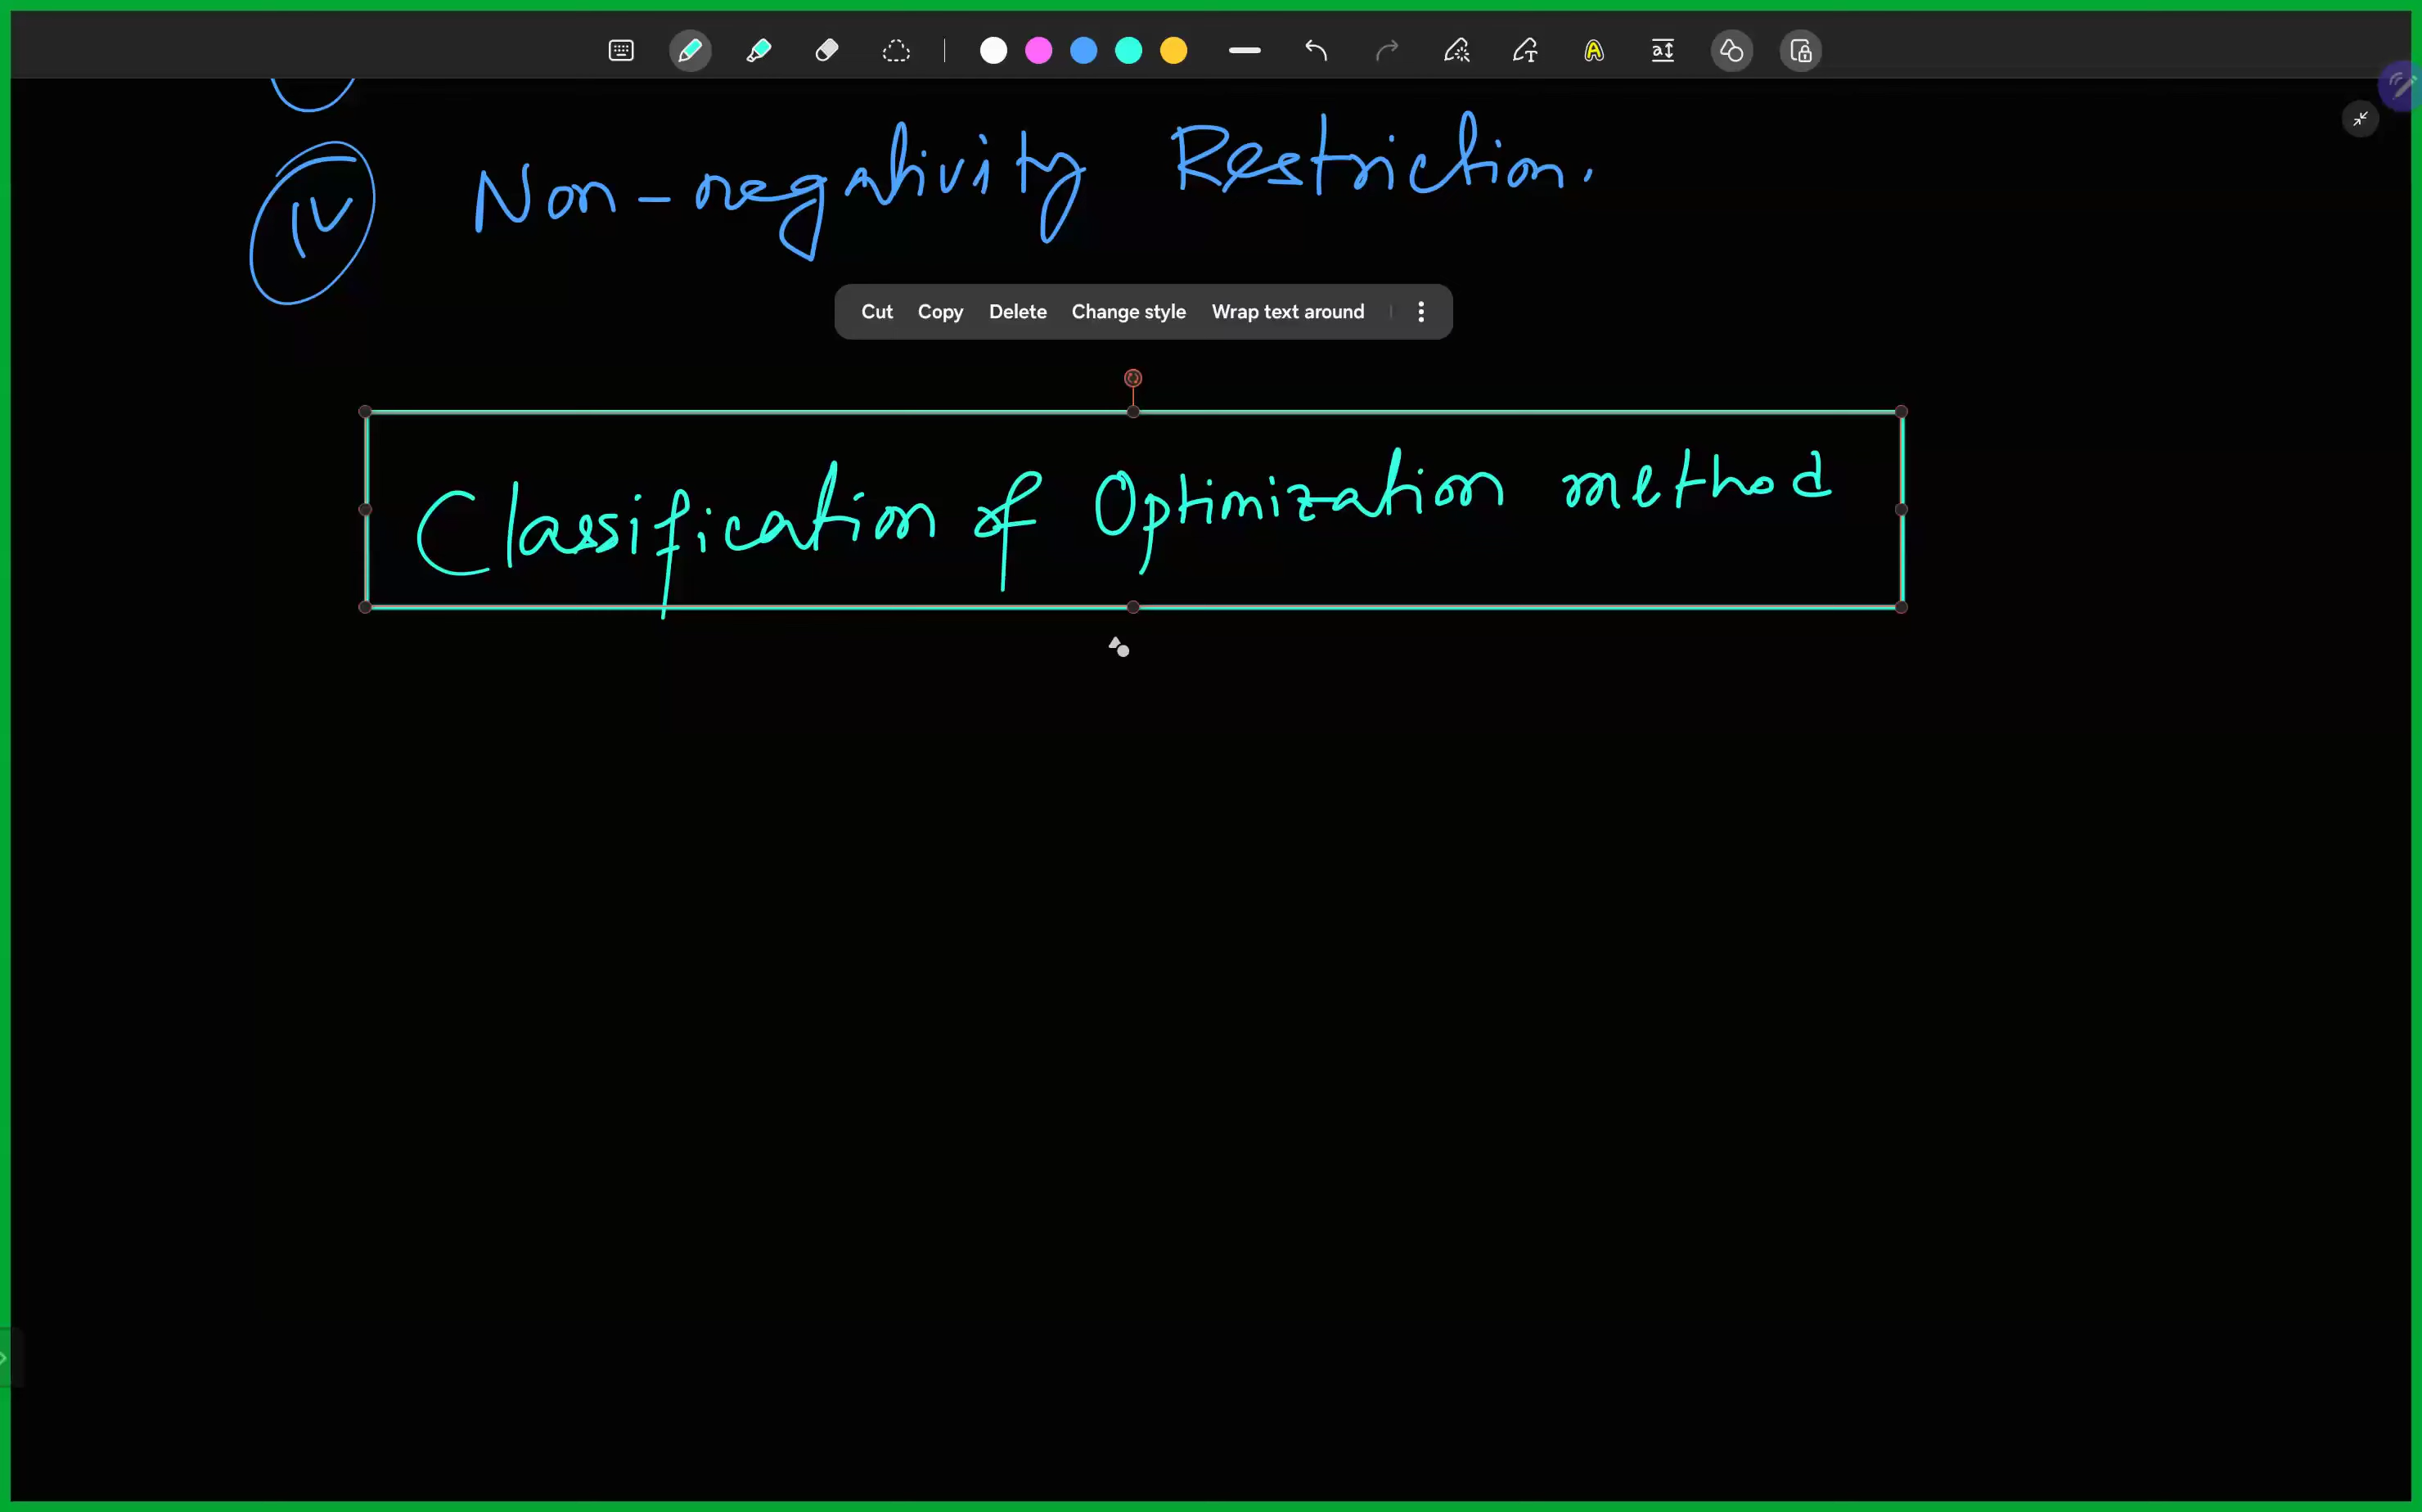 IV Non-negativity Restriction.
Cut Copy Delete Change style Wrap text around
Classification of Optimization method